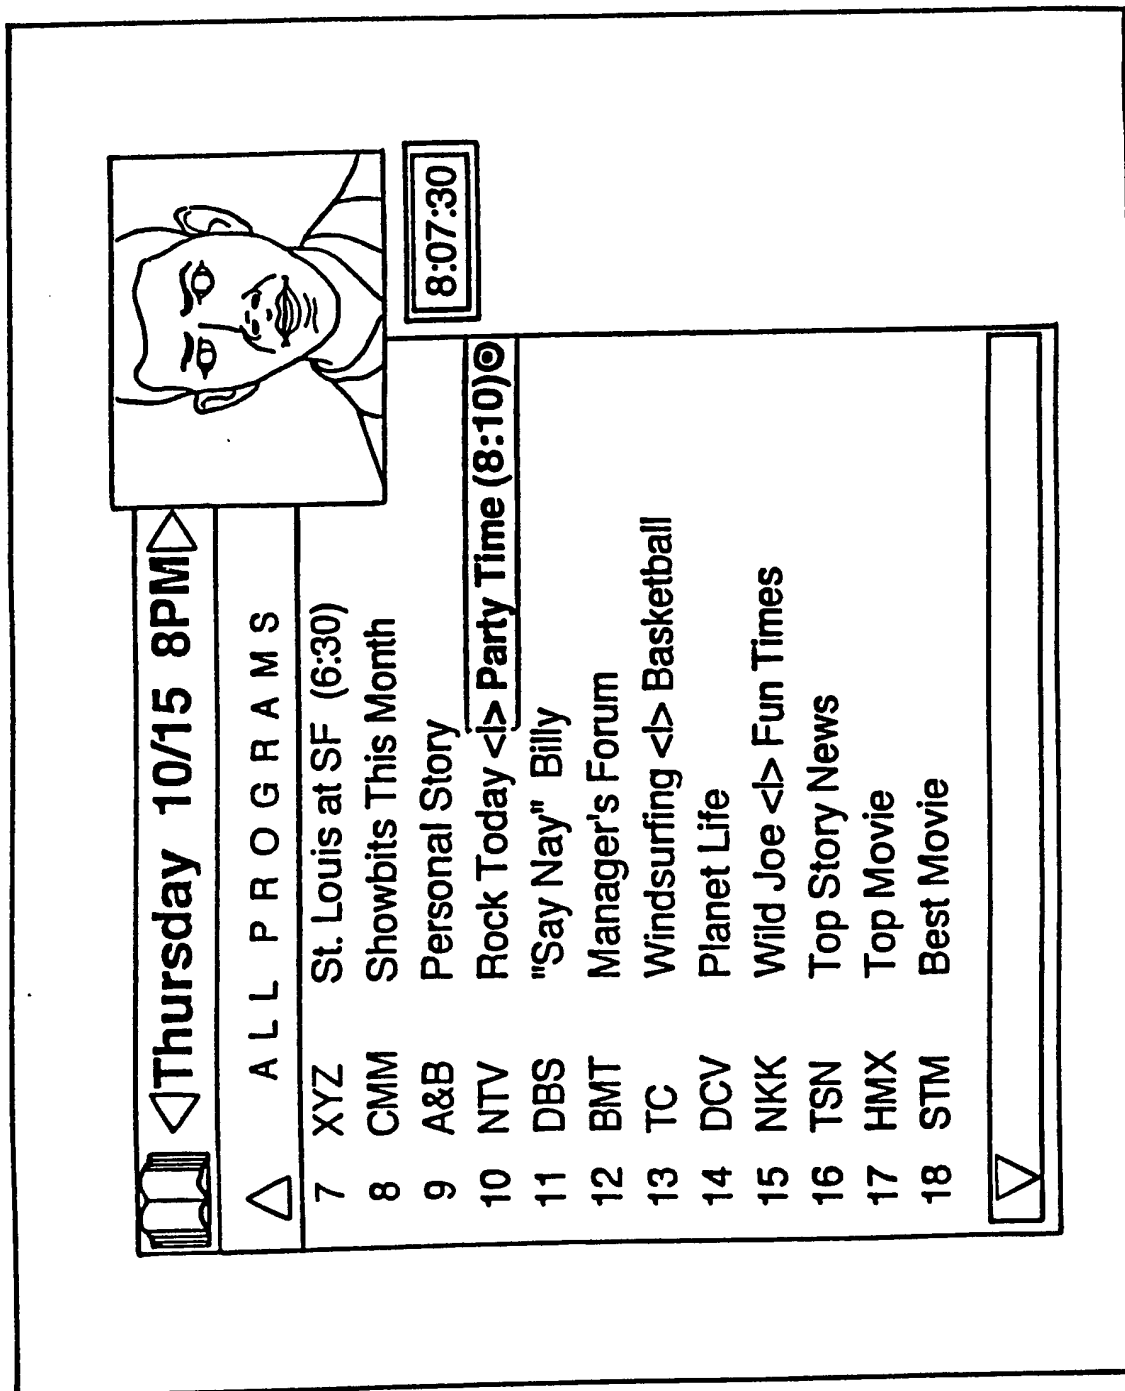 Thursday 10/15 8PM
ALL PROGRAMS
8:07:30
7 XYZ St. Louis at SF (6:30)
8 CMM Showbits This Month
9 A&B Personal Story
10 NTV Rock Today <I> Party Time (8:10)
11 DBS "Say Nay" Billy
12 BMT Manager's Forum
13 TC Windsurfing <I> Basketball
14 DCV Planet Life
15 NKK Wild Joe <I> Fun Times
16 TSN Top Story News
17 HMX Top Movie
18 STM Best Movie